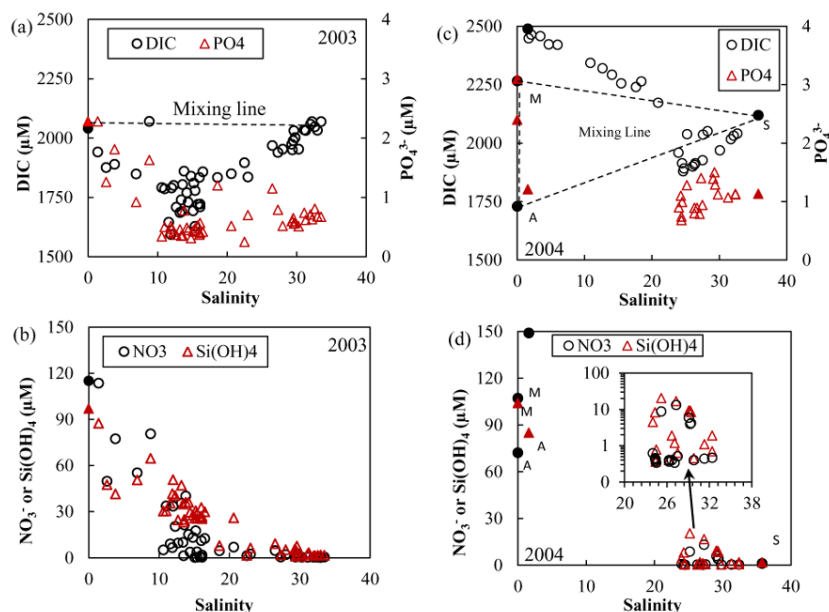 (a)
DIC PO4 2003
2500 4
2250 3
2000 2
1750 1
1500 0
Mixing line
DIC (µM)
PO₄³⁻ (µM)
0 10 20 30 40
Salinity
(c)
DIC
PO4
2500 4
2250 3
2000 2
1750 1
1500 0
M
Mixing Line
S
A
2004
DIC (µM)
PO₄³⁻ (µM)
0 10 20 30 40
Salinity
(b)
NO3 Si(OH)4 2003
150
120
90
60
30
0
NO₃⁻ or Si(OH)₄ (µM)
0 10 20 30 40
Salinity
(d)
NO3 Si(OH)4
150
120
90
60
30
0
NO₃⁻ or Si(OH)₄ (µM)
M
M
A
A
100
10
1
0
20 26 32 38
S
2004
0 10 20 30 40
Salinity